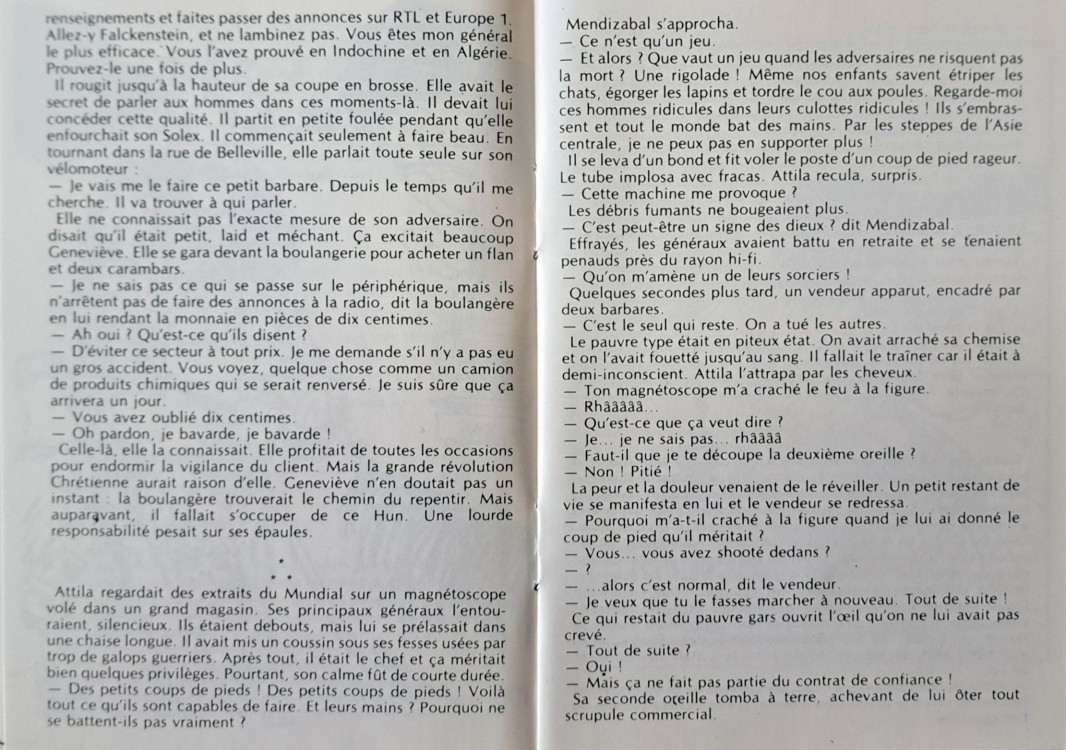 renseignements et faites passer des annonces sur RTL et Europe 1.
Allez-y Falckenstein, et ne lambinez pas. Vous êtes mon général
le plus efficace. Vous l'avez prouvé en Indochine et en Algérie.
Prouvez-le une fois de plus.
Il rougit jusqu'à la hauteur de sa coupe en brosse. Elle avait le
secret de parler aux hommes dans ces moments-là. Il devait lui
concéder cette qualité. Il partit en petite foulée pendant qu'elle
enfourchait son Solex. Il commençait seulement à faire beau. En
tournant dans la rue de Belleville, elle parlait toute seule sur son
vélomoteur :
— Je vais me le faire ce petit barbare. Depuis le temps qu'il me
cherche. Il va trouver à qui parler.
Elle ne connaissait pas l'exacte mesure de son adversaire. On
disait qu'il était petit, laid et méchant. Ça excitait beaucoup
Geneviève. Elle se gara devant la boulangerie pour acheter un flan
et deux carambars.
— Je ne sais pas ce qui se passe sur le périphérique, mais ils
n'arrêtent pas de faire des annonces à la radio, dit la boulangère
en lui rendant la monnaie en pièces de dix centimes.
— Ah oui ? Qu'est-ce qu'ils disent ?
— D'éviter ce secteur à tout prix. Je me demande s'il n'y a pas eu
un gros accident. Vous voyez, quelque chose comme un camion
de produits chimiques qui se serait renversé. Je suis sûre que ça
arrivera un jour.
— Vous avez oublié dix centimes.
— Oh pardon, je bavarde, je bavarde !
Celle-là, elle la connaissait. Elle profitait de toutes les occasions
pour endormir la vigilance du client. Mais la grande révolution
Chrétienne aurait raison d'elle. Geneviève n'en doutait pas un
instant : la boulangère trouverait le chemin du repentir. Mais
auparavant, il fallait s'occuper de ce Hun. Une lourde
responsabilité pesait sur ses épaules.
*
* *
Attila regardait des extraits du Mundial sur un magnétoscope
volé dans un grand magasin. Ses principaux généraux l'entou-
raient, silencieux. Ils étaient debouts, mais lui se prélassait dans
une chaise longue. Il avait mis un coussin sous ses fesses usées par
trop de galops guerriers. Après tout, il était le chef et ça méritait
bien quelques privilèges. Pourtant, son calme fût de courte durée.
— Des petits coups de pieds ! Des petits coups de pieds ! Voilà
tout ce qu'ils sont capables de faire. Et leurs mains ? Pourquoi ne
se battent-ils pas vraiment ?
Mendizabal s'approcha.
— Ce n'est qu'un jeu.
— Et alors ? Que vaut un jeu quand les adversaires ne risquent pas
la mort ? Une rigolade ! Même nos enfants savent étriper les
chats, égorger les lapins et tordre le cou aux poules. Regarde-moi
ces hommes ridicules dans leurs culottes ridicules ! Ils s'embras-
sent et tout le monde bat des mains. Par les steppes de l'Asie
centrale, je ne peux pas en supporter plus !
Il se leva d'un bond et fit voler le poste d'un coup de pied rageur.
Le tube implosa avec fracas. Attila recula, surpris.
— Cette machine me provoque ?
Les débris fumants ne bougeaient plus.
— C'est peut-être un signe des dieux ? dit Mendizabal.
Effrayés, les généraux avaient battu en retraite et se tenaient
penauds près du rayon hi-fi.
— Qu'on m'amène un de leurs sorciers !
Quelques secondes plus tard, un vendeur apparut, encadré par
deux barbares.
— C'est le seul qui reste. On a tué les autres.
Le pauvre type était en piteux état. On avait arraché sa chemise
et on l'avait fouetté jusqu'au sang. Il fallait le traîner car il était à
demi-inconscient. Attila l'attrapa par les cheveux.
— Ton magnétoscope m'a craché le feu à la figure.
— Rhâââââ...
— Qu'est-ce que ça veut dire ?
— Je... je ne sais pas... rhââââ
— Faut-il que je te découpe la deuxième oreille ?
— Non ! Pitié !
La peur et la douleur venaient de le réveiller. Un petit restant de
vie se manifesta en lui et le vendeur se redressa.
— Pourquoi m'a-t-il craché à la figure quand je lui ai donné le
coup de pied qu'il méritait ?
— Vous... vous avez shooté dedans ?
— ?
— ...alors c'est normal, dit le vendeur.
— Je veux que tu le fasses marcher à nouveau. Tout de suite !
Ce qui restait du pauvre gars ouvrit l'œil qu'on ne lui avait pas
crevé.
— Tout de suite ?
— Oui !
— Mais ça ne fait pas partie du contrat de confiance !
Sa seconde oreille tomba à terre, achevant de lui ôter tout
scrupule commercial.